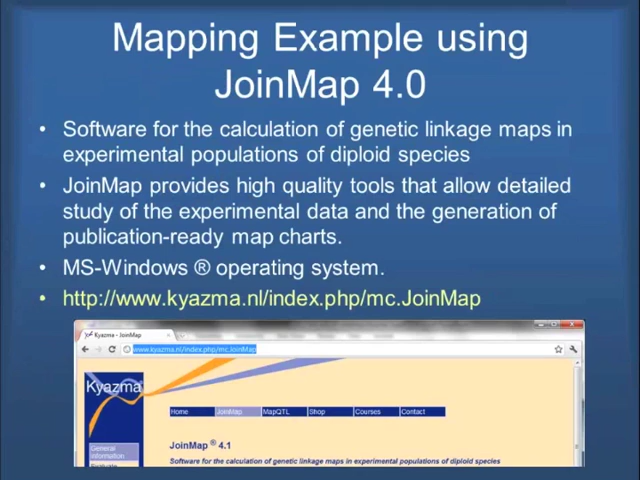 Mapping Example using
JoinMap 4.0
• Software for the calculation of genetic linkage maps in
experimental populations of diploid species
• JoinMap provides high quality tools that allow detailed
study of the experimental data and the generation of
publication-ready map charts.
• MS-Windows ® operating system.
• http://www.kyazma.nl/index.php/mc.JoinMap
Kyazma - JoinMap
www.kyazma.nl/index.php/mc.JoinMap
Kyazma®
Home JoinMap MapQTL Shop Courses Contact
General
Information
JoinMap ® 4.1
Software for the calculation of genetic linkage maps in experimental populations of diploid species